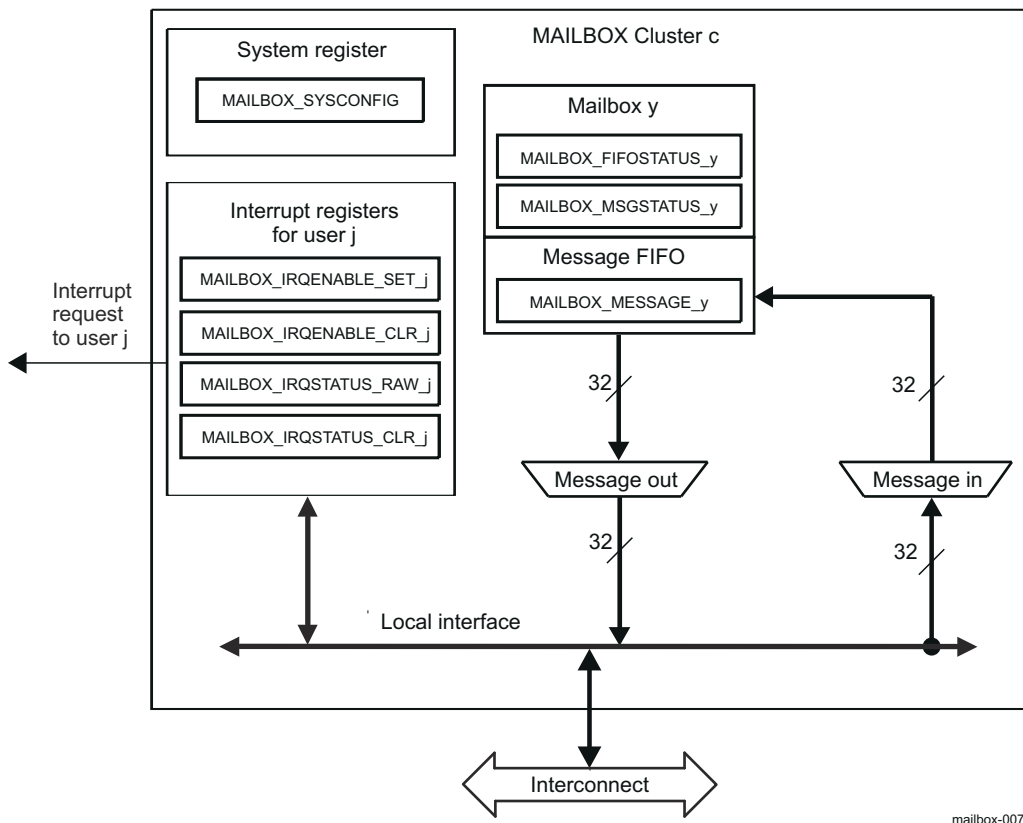 MAILBOX Cluster c
System register
MAILBOX_SYSCONFIG
Mailbox y
MAILBOX_FIFOSTATUS_y
MAILBOX_MSGSTATUS_y
Interrupt registers
for user j
MAILBOX_IRQENABLE_SET_j
MAILBOX_IRQENABLE_CLR_j
MAILBOX_IRQSTATUS_RAW_j
MAILBOX_IRQSTATUS_CLR_j
Message FIFO
MAILBOX_MESSAGE_y
Interrupt
request
to user j
32
32
Message out
Message in
32
32
Local interface
Interconnect
mailbox-007